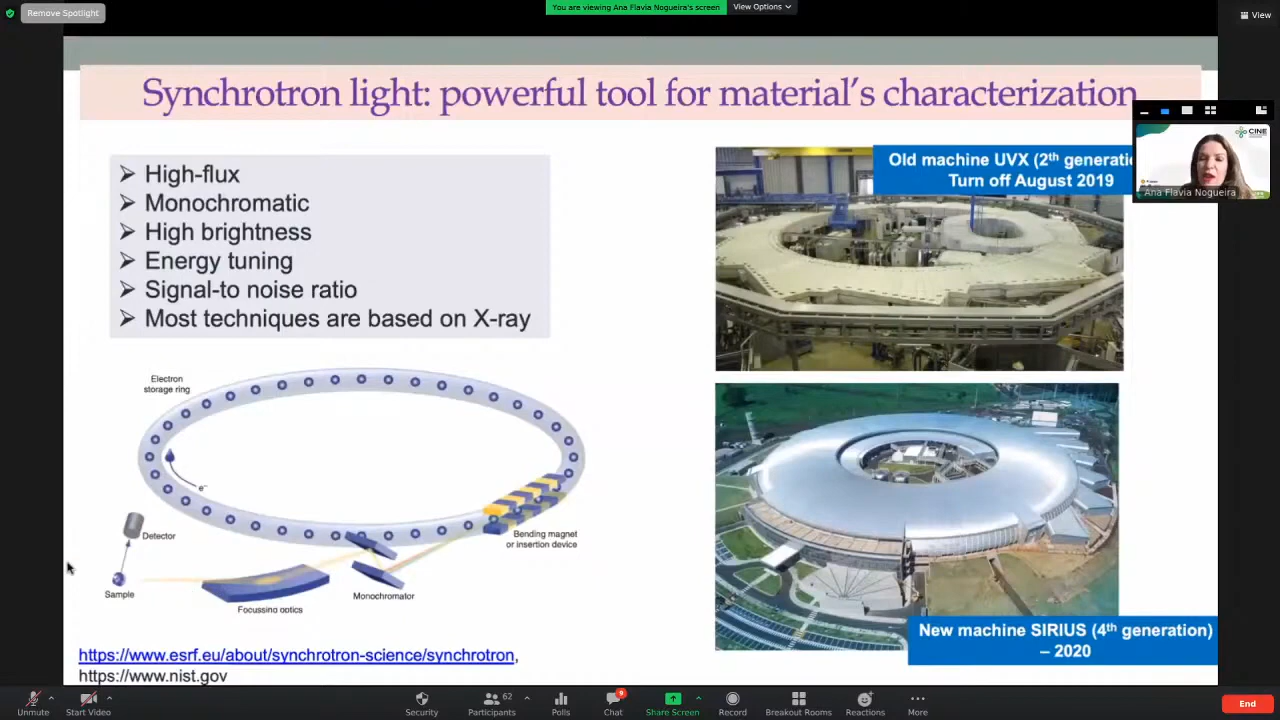 Remove Spotlight
You are viewing Ana Flavia Nogueira's screen
View Options
View
Synchrotron light: powerful tool for material's characterization
CINE
Ana Flavia Nogueira
High-flux
Monochromatic
High brightness
Energy tuning
Signal-to noise ratio
Most techniques are based on X-ray
Old machine UVX (2th generatio
Turn off August 2019
Electron
storage ring
e-
Detector
Sample
Focussing optics
Monochromator
Bending magnet
or insertion device
New machine SIRIUS (4th generation)
– 2020
https://www.esrf.eu/about/synchrotron-science/synchrotron,
https://www.nist.gov
Unmute
Start Video
Security
Participants
62
Polls
Chat
9
Share Screen
Record
Breakout Rooms
Reactions
More
End